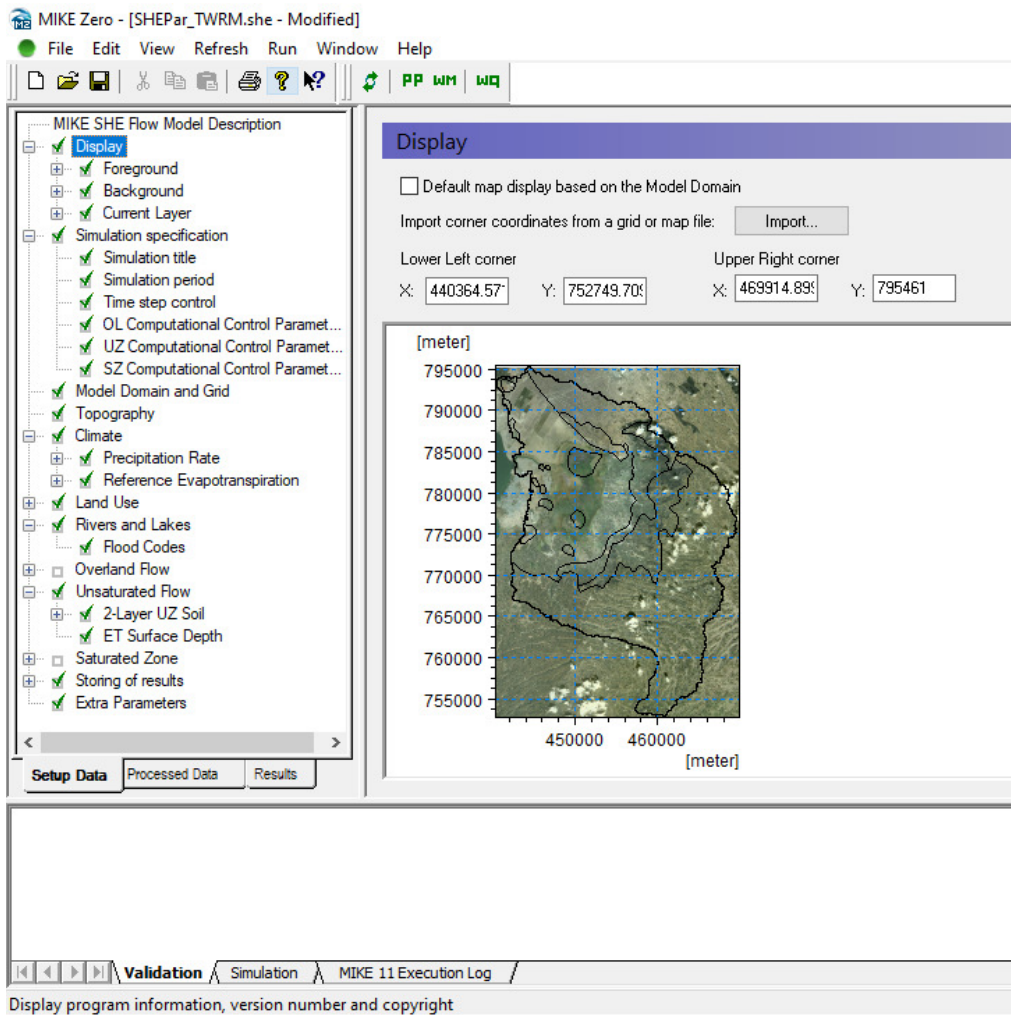 MIKE Zero - [SHEPar_TWRM.she - Modified]
File Edit View Refresh Run Window Help
PP WM WQ
MIKE SHE Flow Model Description
Display
Foreground
Background
Current Layer
Simulation specification
Simulation title
Simulation period
Time step control
OL Computational Control Paramet...
UZ Computational Control Paramet...
SZ Computational Control Paramet...
Model Domain and Grid
Topography
Climate
Precipitation Rate
Reference Evapotranspiration
Land Use
Rivers and Lakes
Flood Codes
Overland Flow
Unsaturated Flow
2-Layer UZ Soil
ET Surface Depth
Saturated Zone
Storing of results
Extra Parameters
Setup Data Processed Data Results
Display
Default map display based on the Model Domain
Import corner coordinates from a grid or map file: Import...
Lower Left corner Upper Right corner
X: 440364.57 Y: 752749.70 X: 469914.89 Y: 795461
[meter]
795000
790000
785000
780000
775000
770000
765000
760000
755000
450000 460000
[meter]
Validation Simulation MIKE 11 Execution Log
Display program information, version number and copyright